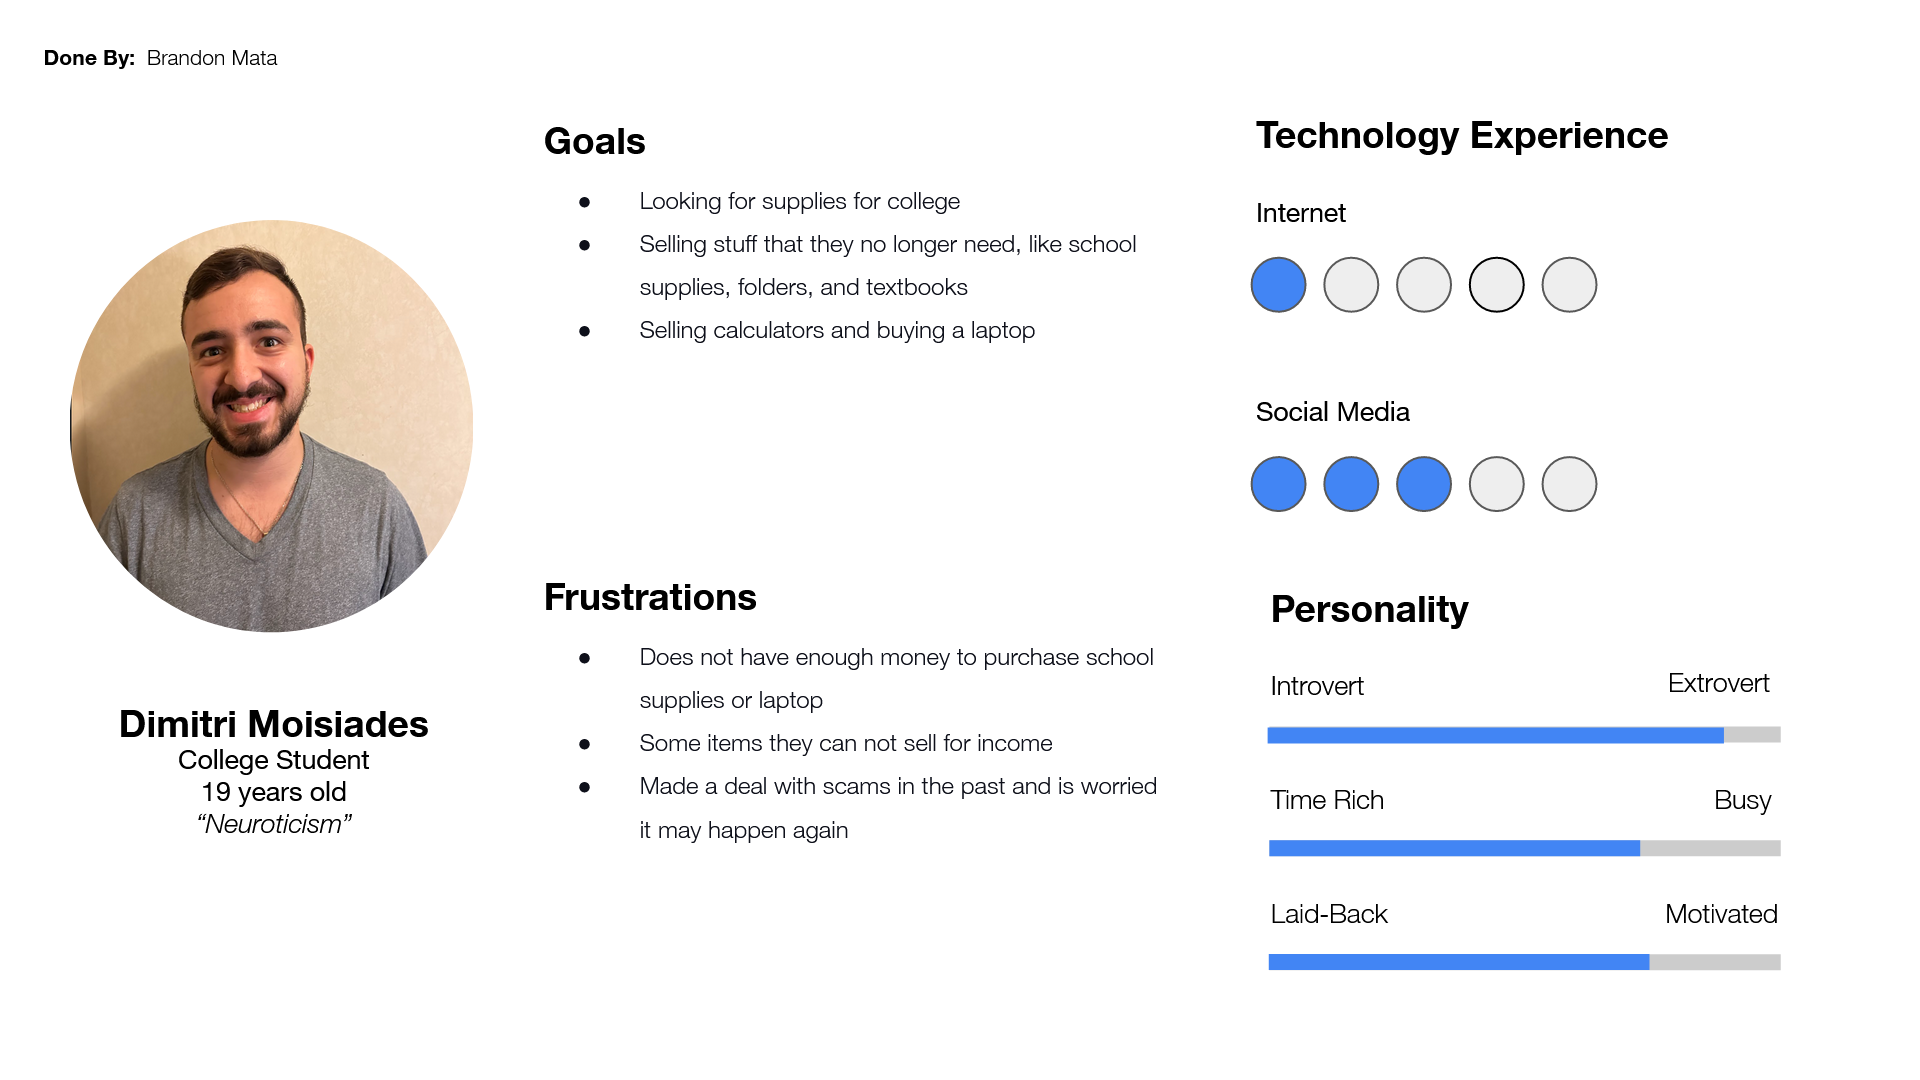 Done By: Brandon Mata
Dimitri Moisiades
College Student
19 years old
“Neuroticism”
Goals
● Looking for supplies for college
● Selling stuff that they no longer need, like school
supplies, folders, and textbooks
● Selling calculators and buying a laptop
Frustrations
● Does not have enough money to purchase school
supplies or laptop
● Some items they can not sell for income
● Made a deal with scams in the past and is worried
it may happen again
Technology Experience
Internet
Social Media
Personality
Introvert Extrovert
Time Rich Busy
Laid-Back Motivated